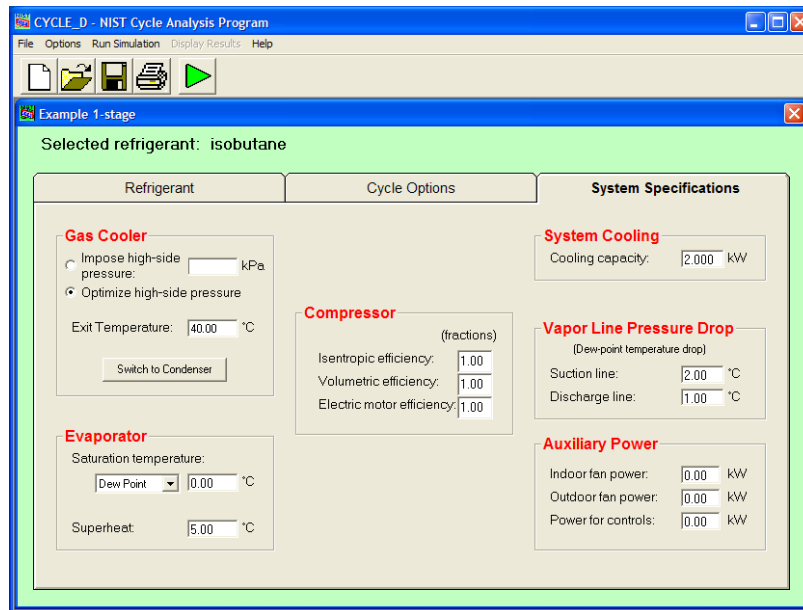 CYCLE_D - NIST Cycle Analysis Program
File Options Run Simulation Display Results Help
Example 1-stage
Selected refrigerant: isobutane
Refrigerant
Cycle Options
System Specifications
Gas Cooler
Impose high-side
pressure:
kPa
Optimize high-side pressure
Exit Temperature: 40.00 °C
Switch to Condenser
Evaporator
Saturation temperature:
Dew Point 0.00 °C
Superheat: 5.00 °C
Compressor
(fractions)
Isentropic efficiency: 1.00
Volumetric efficiency: 1.00
Electric motor efficiency: 1.00
System Cooling
Cooling capacity: 2.000 kW
Vapor Line Pressure Drop
(Dew-point temperature drop)
Suction line: 2.00 °C
Discharge line: 1.00 °C
Auxiliary Power
Indoor fan power: 0.00 kW
Outdoor fan power: 0.00 kW
Power for controls: 0.00 kW